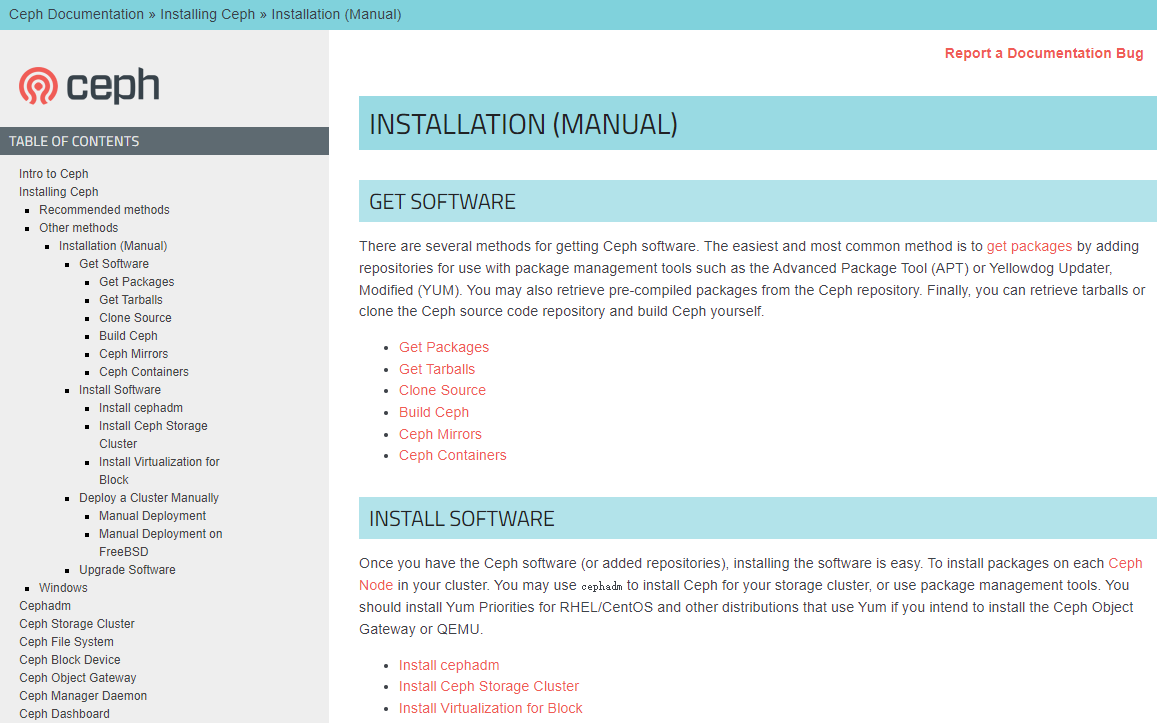 Ceph Documentation » Installing Ceph » Installation (Manual)
ceph
TABLE OF CONTENTS
Intro to Ceph
Installing Ceph
Recommended methods
Other methods
Installation (Manual)
Get Software
Get Packages
Get Tarballs
Clone Source
Build Ceph
Ceph Mirrors
Ceph Containers
Install Software
Install cephadm
Install Ceph Storage
Cluster
Install Virtualization for
Block
Deploy a Cluster Manually
Manual Deployment
Manual Deployment on
FreeBSD
Upgrade Software
Windows
Cephadm
Ceph Storage Cluster
Ceph File System
Ceph Block Device
Ceph Object Gateway
Ceph Manager Daemon
Ceph Dashboard
Report a Documentation Bug
INSTALLATION (MANUAL)
GET SOFTWARE
There are several methods for getting Ceph software. The easiest and most common method is to get packages by adding
repositories for use with package management tools such as the Advanced Package Tool (APT) or Yellowdog Updater,
Modified (YUM). You may also retrieve pre-compiled packages from the Ceph repository. Finally, you can retrieve tarballs or
clone the Ceph source code repository and build Ceph yourself.
Get Packages
Get Tarballs
Clone Source
Build Ceph
Ceph Mirrors
Ceph Containers
INSTALL SOFTWARE
Once you have the Ceph software (or added repositories), installing the software is easy. To install packages on each Ceph
Node in your cluster. You may use cephadm to install Ceph for your storage cluster, or use package management tools. You
should install Yum Priorities for RHEL/CentOS and other distributions that use Yum if you intend to install the Ceph Object
Gateway or QEMU.
Install cephadm
Install Ceph Storage Cluster
Install Virtualization for Block